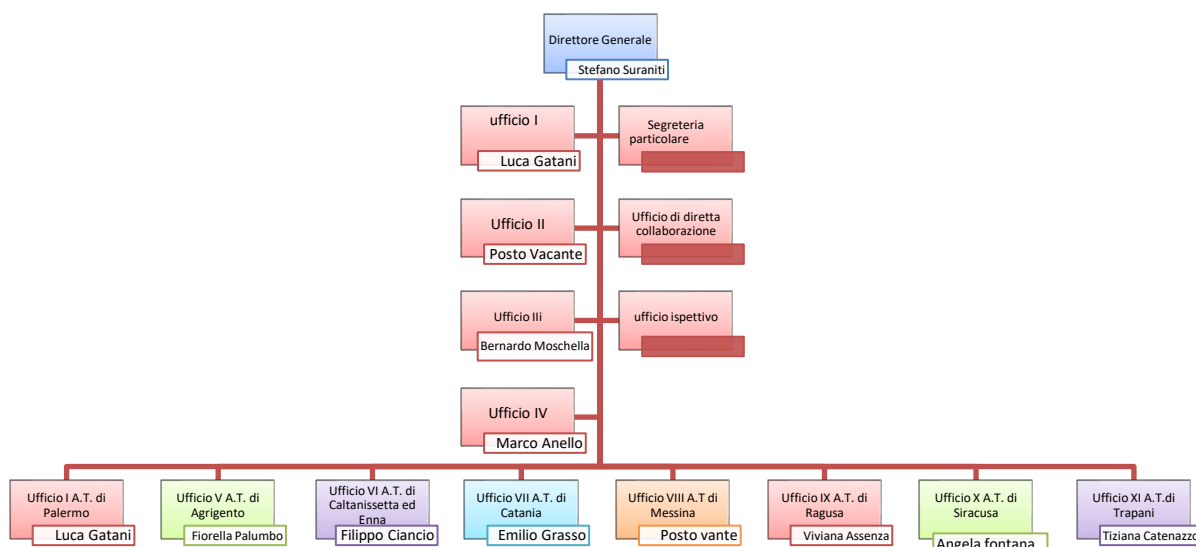 Direttore Generale
Stefano Suraniti
ufficio I
Luca Gatani
Segreteria
particolare
Ufficio II
Posto Vacante
Ufficio di diretta
collaborazione
Ufficio IIi
Bernardo Moschella
ufficio ispettivo
Ufficio IV
Marco Anello
Ufficio I A.T. di
Palermo
Luca Gatani
Ufficio V A.T. di
Agrigento
Fiorella Palumbo
Ufficio VI A.T. di
Caltanissetta ed
Enna
Filippo Ciancio
Ufficio VII A.T. di
Catania
Emilio Grasso
Ufficio VIII A.T di
Messina
Posto vante
Ufficio IX A.T. di
Ragusa
Viviana Assenza
Ufficio X A.T. di
Siracusa
Angela fontana
Ufficio XI A.T.di
Trapani
Tiziana Catenazzo